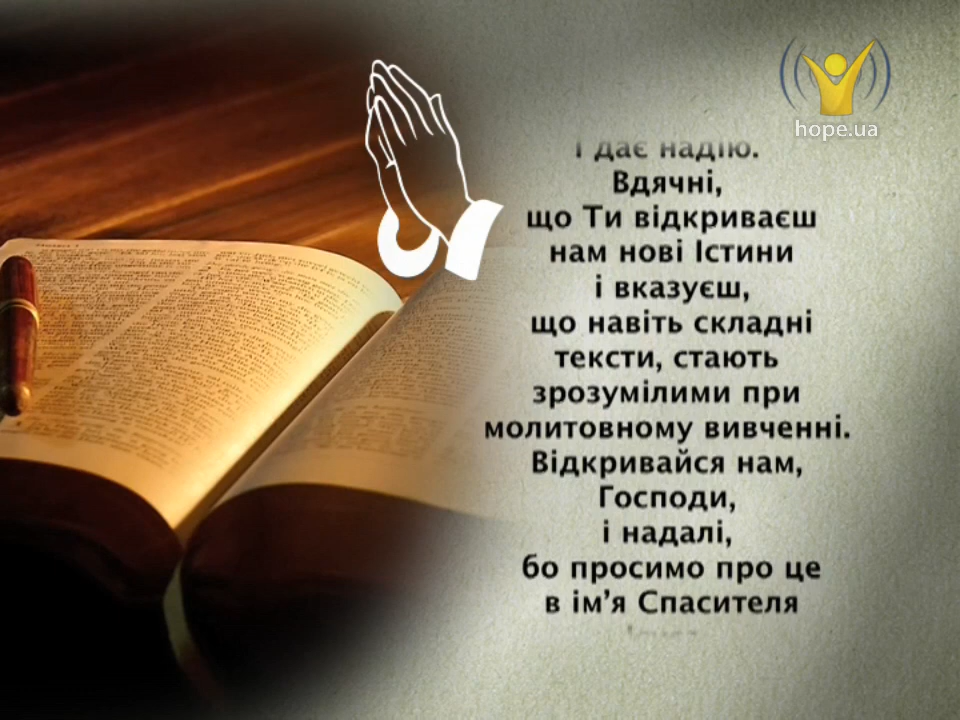 hope.ua
і дає надію.
Вдячні,
що Ти відкриваєш
нам нові Істини
і вказуєш,
що навіть складні
тексти, стають
зрозумілими при
молитовному вивченні.
Відкривайся нам,
Господи,
і надалі,
бо просимо про це
в ім’я Спасителя